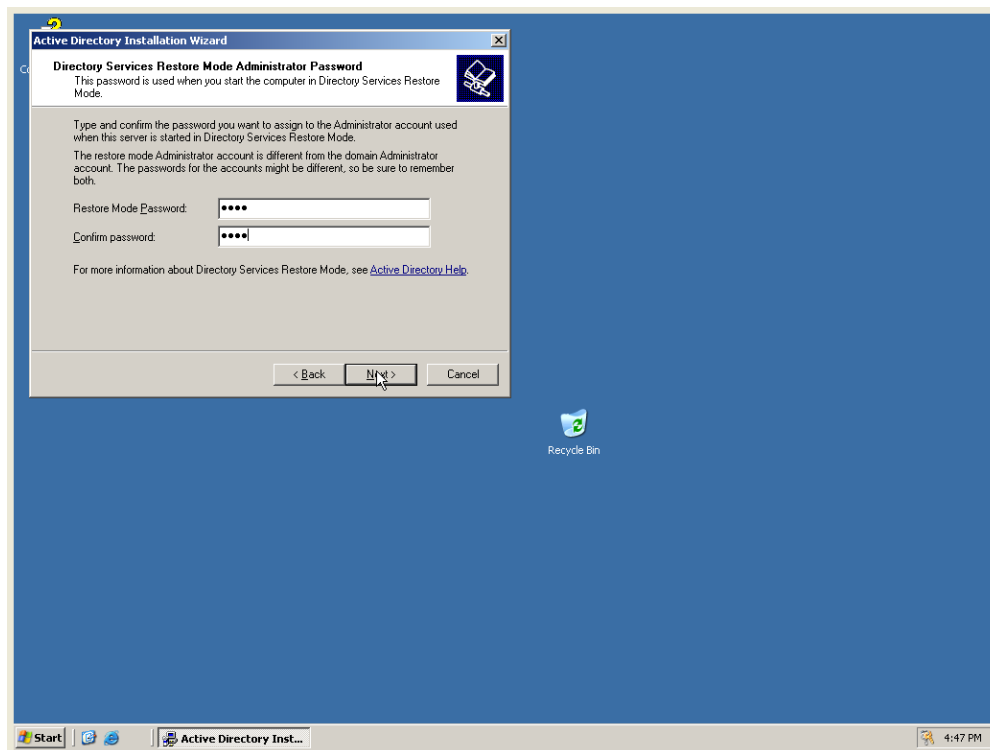 Active Directory Installation Wizard
Directory Services Restore Mode Administrator Password
This password is used when you start the computer in Directory Services Restore
Mode.
Type and confirm the password you want to assign to the Administrator account used
when this server is started in Directory Services Restore Mode.
The restore mode Administrator account is different from the domain Administrator
account. The passwords for the accounts might be different, so be sure to remember
both.
Restore Mode Password: ••••
Confirm password: ••••
For more information about Directory Services Restore Mode, see Active Directory Help.
< Back Next > Cancel
Recycle Bin
Start Active Directory Inst... 4:47 PM